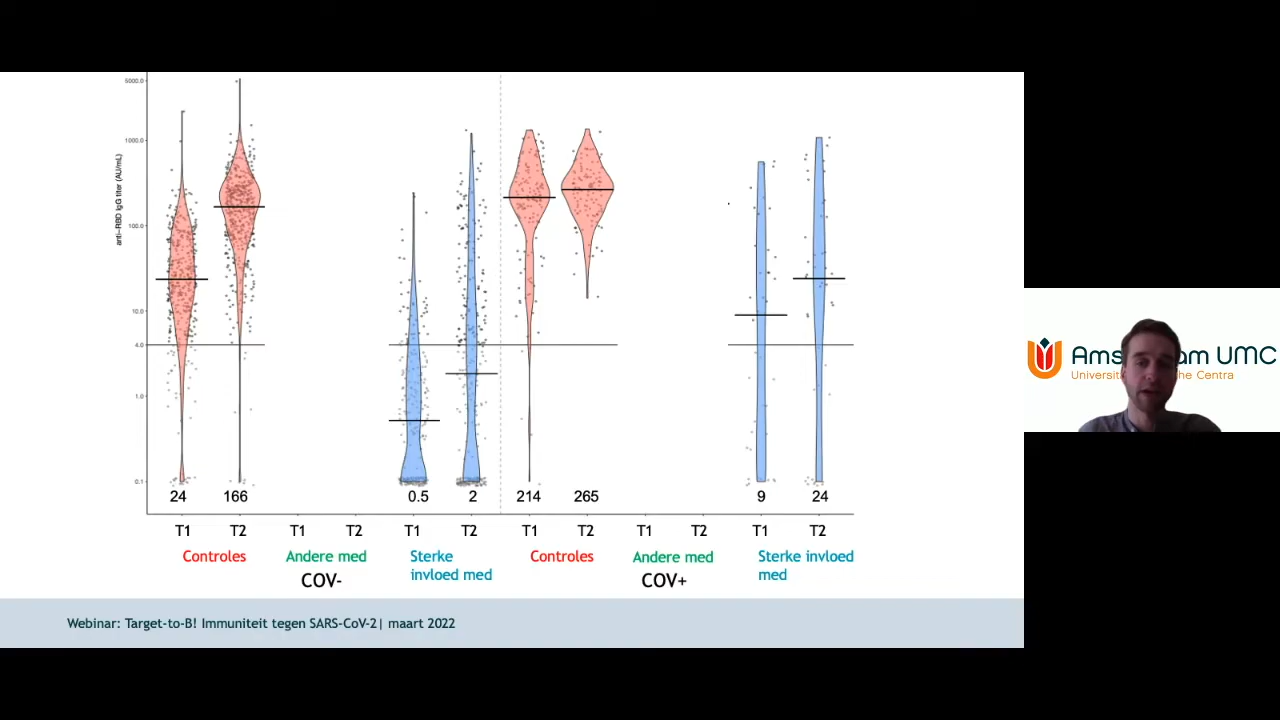 5000.0
1000.0
100.0
10.0
4.0
1.0
0.1
anti-RBD IgG titer (AU/mL)
24 166 0.5 2 214 265 9 24
T1 T2 T1 T2 T1 T2 T1 T2 T1 T2 T1 T2
Controles Andere med Sterke invloed med Controles Andere med Sterke invloed med
COV- COV+
Webinar: Target-to-B! Immuniteit tegen SARS-CoV-2| maart 2022
UMC
Centra